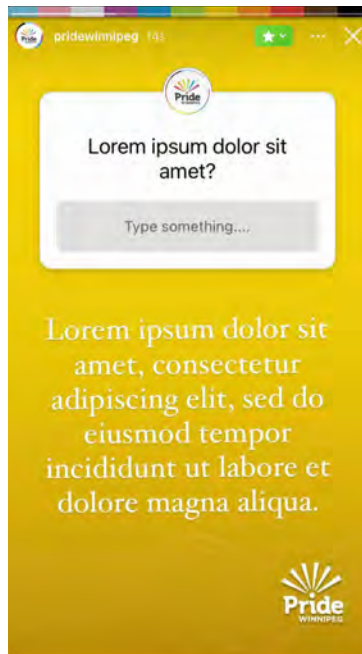 pridewinnipeg 14s
Pride
WINNIPEG
Lorem ipsum dolor sit
amet?
Type something....
Lorem ipsum dolor sit
amet, consectetur
adipiscing elit, sed do
eiusmod tempor
incididunt ut labore et
dolore magna aliqua.
Pride
WINNIPEG